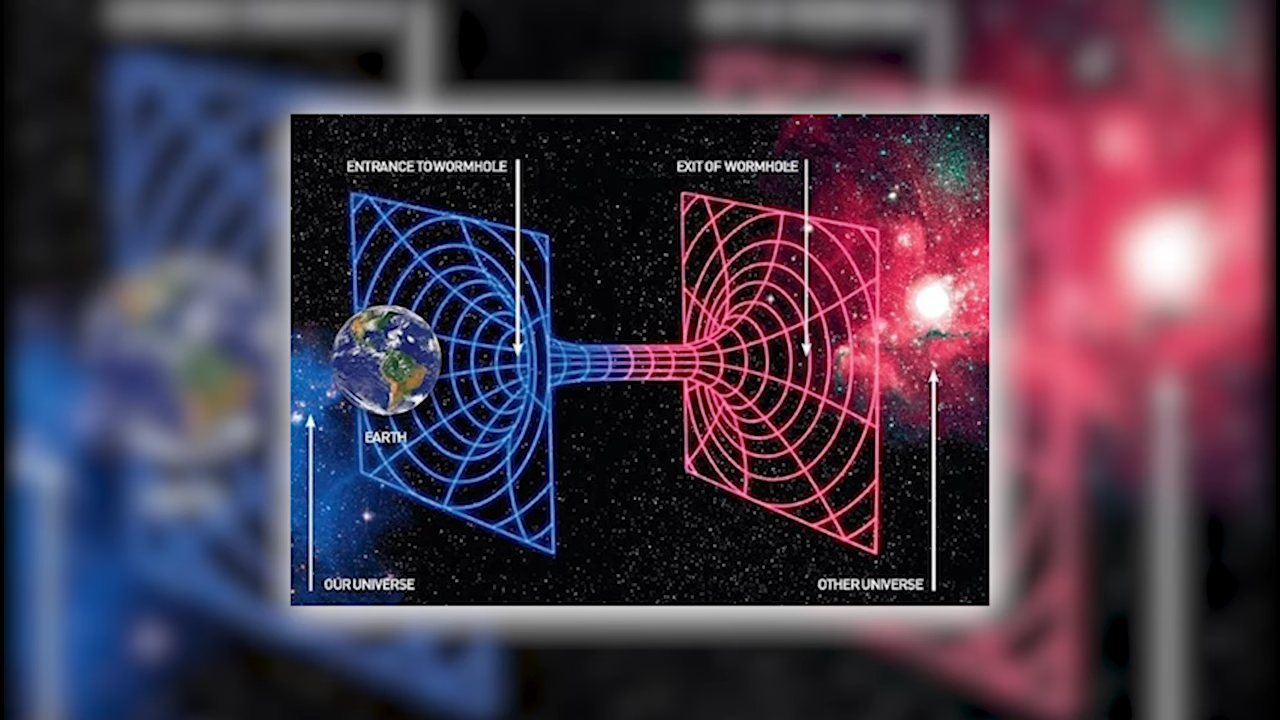 ENTRANCE TO WORMHOLE
EXIT OF WORMHOLE
EARTH
OUR UNIVERSE
OTHER UNIVERSE